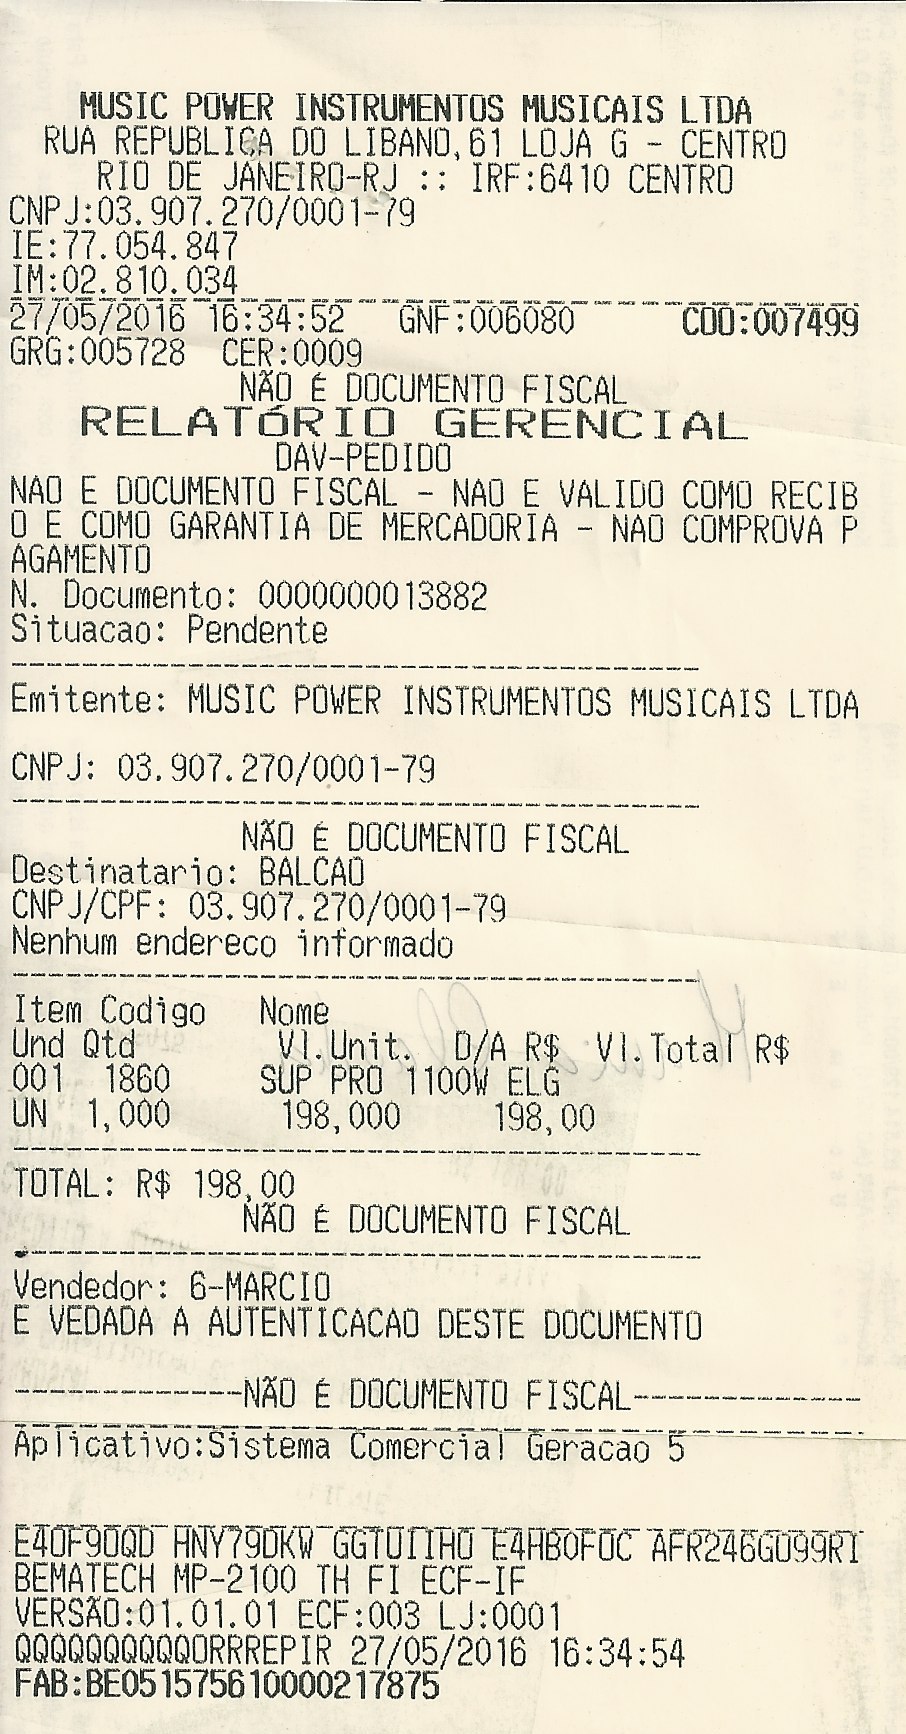 MUSIC POWER INSTRUMENTOS MUSICAIS LTDA
RUA REPUBLICA DO LIBANO,61 LOJA G - CENTRO
RIO DE JANEIRO-RJ :: IRF:6410 CENTRO
CNPJ:03.907.270/0001-79
IE:77.054.847
IM:02.810.034
27/05/2016 16:34:52 GNF:006080 COO:007499
GRG:005728 CER:0009
NÃO É DOCUMENTO FISCAL
RELATÓRIO GERENCIAL
DAV-PEDIDO
NAO E DOCUMENTO FISCAL - NAO E VALIDO COMO RECIB
O E COMO GARANTIA DE MERCADORIA - NAO COMPROVA P
AGAMENTO
N. Documento: 0000000013882
Situacao: Pendente
Emitente: MUSIC POWER INSTRUMENTOS MUSICAIS LTDA
CNPJ: 03.907.270/0001-79
NÃO É DOCUMENTO FISCAL
Destinatario: BALCAO
CNPJ/CPF: 03.907.270/0001-79
Nenhum endereco informado
Item Codigo Nome
Und Qtd Vl.Unit. D/A R$ Vl.Total R$
001 1860 SUP PRO 1100W ELG
UN 1,000 198,000 198,00
TOTAL: R$ 198,00
NÃO É DOCUMENTO FISCAL
Vendedor: 6-MARCIO
E VEDADA A AUTENTICACAO DESTE DOCUMENTO
-------------NÃO É DOCUMENTO FISCAL-------------
Aplicativo:Sistema Comercial Geracao 5
BEMATECH MP-2100 TH FI ECF-IF
VERSÃO:01.01.01 ECF:003 LJ:0001
QQQQQQQQQQORRREPIR 27/05/2016 16:34:54
FAB:BE051575610000217875